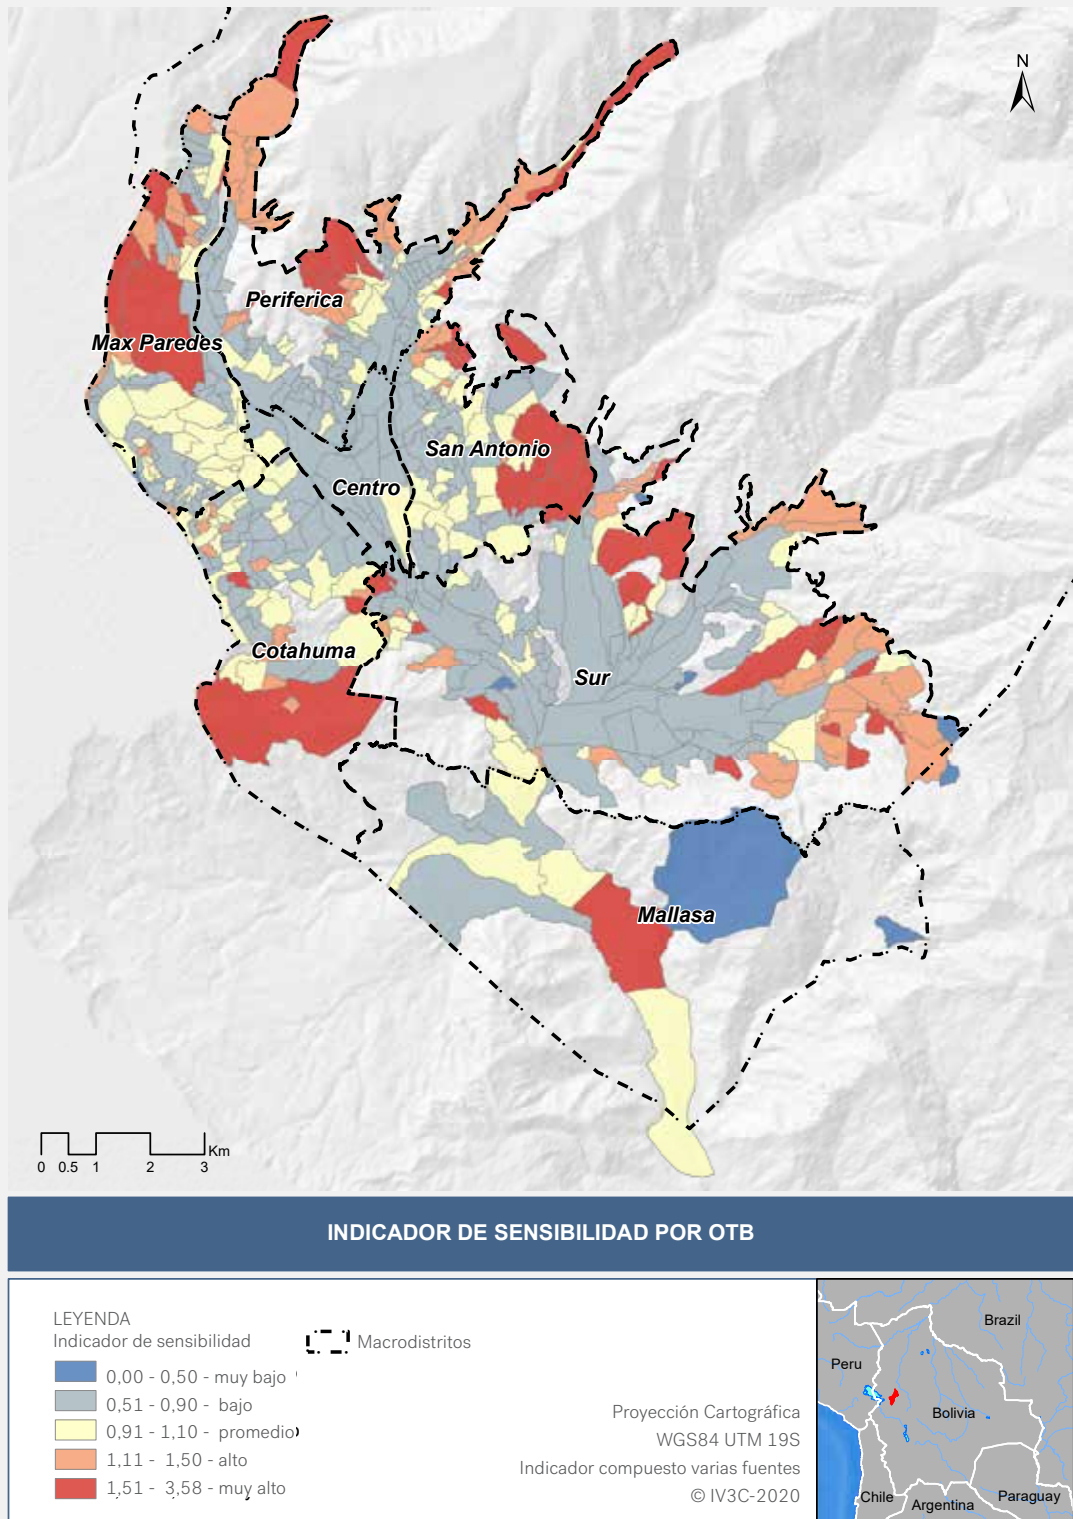 N
Periferica
Max Paredes
San Antonio
Centro
Cotahuma
Sur
Mallasa
Km
0 0.5 1 2 3
INDICADOR DE SENSIBILIDAD POR OTB
LEYENDA
Indicador de sensibilidad
0,00 - 0,50 - muy bajo
0,51 - 0,90 - bajo
0,91 - 1,10 - promedio
1,11 - 1,50 - alto
1,51 - 3,58 - muy alto
Macrodistritos
Proyección Cartográfica
WGS84 UTM 19S
Indicador compuesto varias fuentes
© IV3C-2020
Brazil
Peru
Bolivia
Chile
Argentina
Paraguay